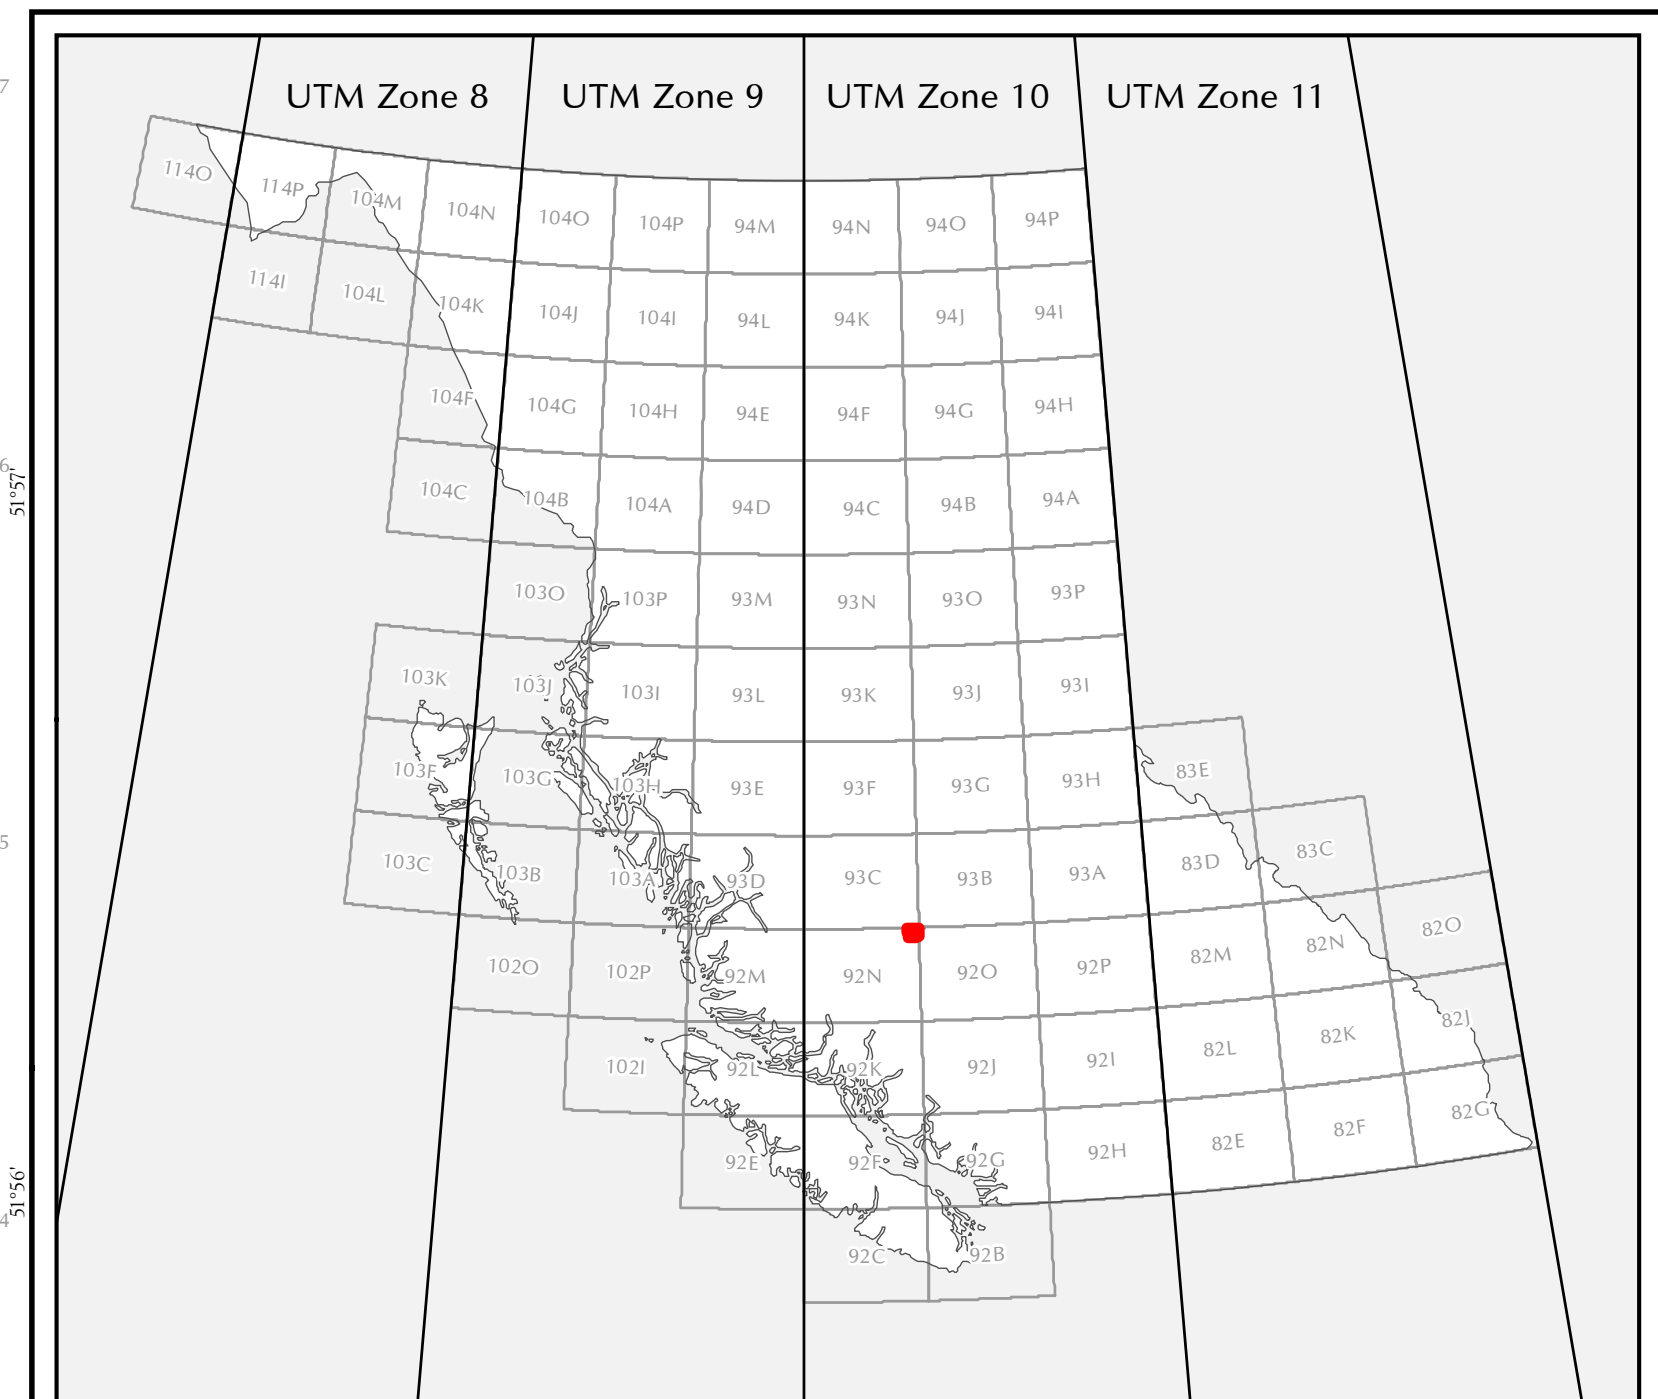 UTM Zone 8 UTM Zone 9 UTM Zone 10 UTM Zone 11
7
114O 114P 104M 104N 104O 104P 94M 94N 94O 94P
114I 104L 104K 104J 104I 94L 94K 94J 94I
104F 104G 104H 94E 94F 94G 94H
6
51°57'
104C 104B 104A 94D 94C 94B 94A
103O 103P 93M 93N 93O 93P
103K 103J 103I 93L 93K 93J 93I
103F 103G 103H 93E 93F 93G 93H 83E
5
103C 103B 103A 93D 93C 93B 93A 83D 83C
102O 102P 92M 92N 92O 92P 82M 82N 82O
102I 92L 92K 92J 92I 82L 82K 82J
92E 92F 92G 92H 82E 82F 82G
51°56'
4
92C 92B